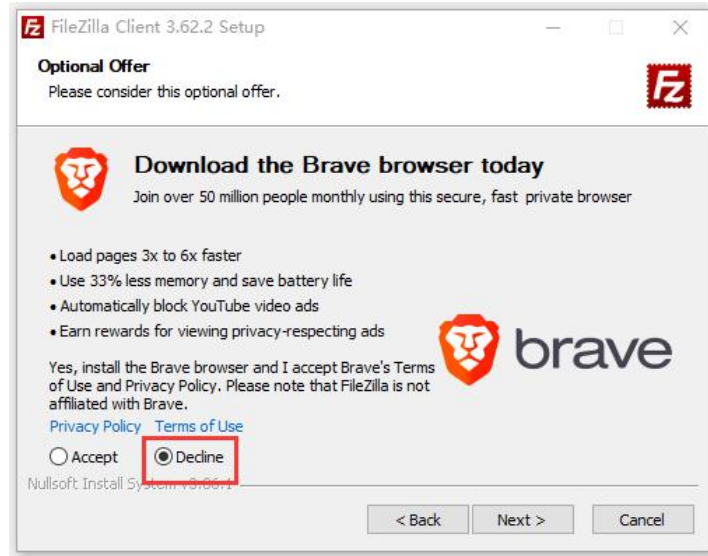 FileZilla Client 3.62.2 Setup
Optional Offer
Please consider this optional offer.
Fz
Download the Brave browser today
Join over 50 million people monthly using this secure, fast private browser
• Load pages 3x to 6x faster
• Use 33% less memory and save battery life
• Automatically block YouTube video ads
• Earn rewards for viewing privacy-respecting ads
brave
Yes, install the Brave browser and I accept Brave's Terms
of Use and Privacy Policy. Please note that FileZilla is not
affiliated with Brave.
Privacy Policy Terms of Use
Accept Decline
Nullsoft Install System
< Back Next > Cancel